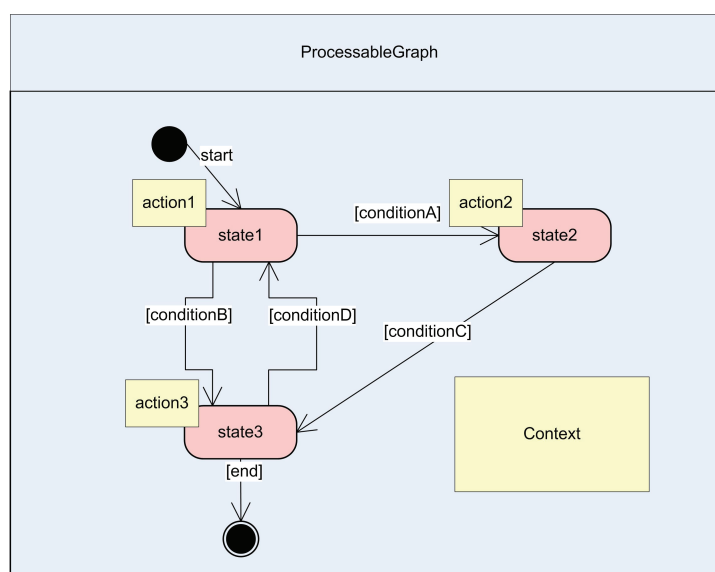 ProcessableGraph
start
action1
state1
[conditionA]
action2
state2
[conditionB]
[conditionD]
[conditionC]
action3
state3
Context
[end]